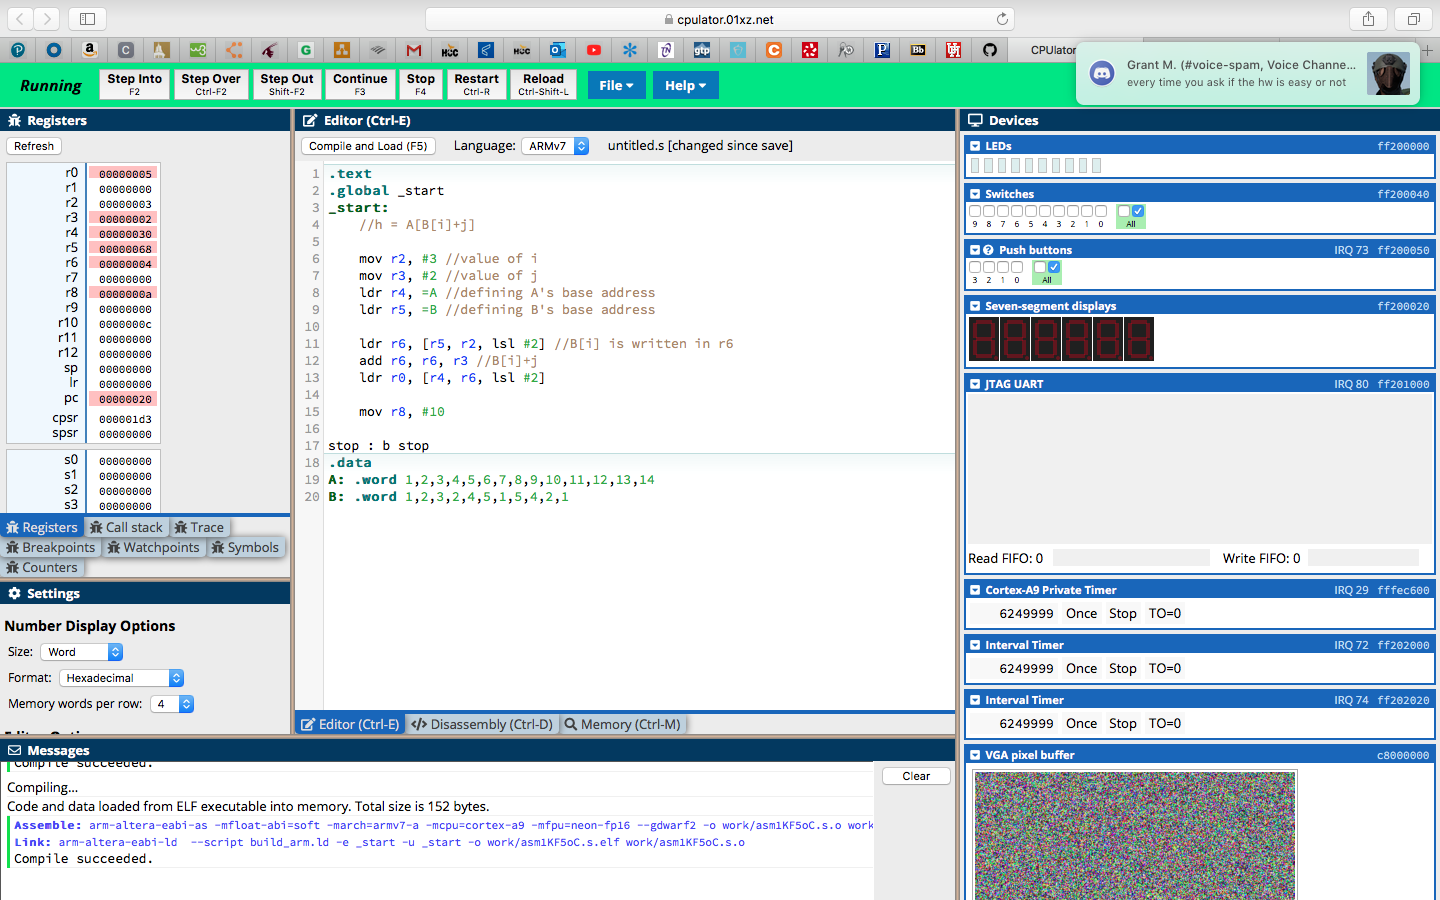 cpulator.01xz.net
CPUlator
Grant M. (#voice-spam, Voice Channe...
every time you ask if the hw is easy or not
Running
Step Into
F2
Step Over
Ctrl-F2
Step Out
Shift-F2
Continue
F3
Stop
F4
Restart
Ctrl-R
Reload
Ctrl-Shift-L
File
Help
Registers
Refresh
r0 00000005
r1 00000000
r2 00000003
r3 00000002
r4 00000030
r5 00000068
r6 00000004
r7 00000000
r8 0000000a
r9 00000000
r10 0000000c
r11 00000000
r12 00000000
sp 00000000
lr 00000000
pc 00000020
cpsr 000001d3
spsr 00000000
s0 00000000
s1 00000000
s2 00000000
s3 00000000
Registers Call stack Trace
Breakpoints Watchpoints Symbols
Counters
Settings
Number Display Options
Size: Word
Format: Hexadecimal
Memory words per row: 4
Editor (Ctrl-E)
Compile and Load (F5) Language: ARMv7 untitled.s [changed since save]
1 .text
2 .global _start
3 _start:
4 //h = A[B[i]+j]
5
6 mov r2, #3 //value of i
7 mov r3, #2 //value of j
8 ldr r4, =A //defining A's base address
9 ldr r5, =B //defining B's base address
10
11 ldr r6, [r5, r2, lsl #2] //B[i] is written in r6
12 add r6, r6, r3 //B[i]+j
13 ldr r0, [r4, r6, lsl #2]
14
15 mov r8, #10
16
17 stop : b stop
18 .data
19 A: .word 1,2,3,4,5,6,7,8,9,10,11,12,13,14
20 B: .word 1,2,3,2,4,5,1,5,4,2,1
Editor (Ctrl-E) Disassembly (Ctrl-D) Memory (Ctrl-M)
Messages
Compile succeeded.
Clear
Compiling...
Code and data loaded from ELF executable into memory. Total size is 152 bytes.
Assemble: arm-altera-eabi-as -mfloat-abi=soft -march=armv7-a -mcpu=cortex-a9 -mfpu=neon-fp16 --gdwarf2 -o work/asm1KF5oC.s.o work
Link: arm-altera-eabi-ld --script build_arm.ld -e _start -u _start -o work/asm1KF5oC.s.elf work/asm1KF5oC.s.o
Compile succeeded.
Devices
LEDs ff200000
Switches ff200040
9 8 7 6 5 4 3 2 1 0 All
Push buttons IRQ 73 ff200050
3 2 1 0 All
Seven-segment displays ff200020
JTAG UART IRQ 80 ff201000
Read FIFO: 0 Write FIFO: 0
Cortex-A9 Private Timer IRQ 29 fffec600
6249999 Once Stop TO=0
Interval Timer IRQ 72 ff202000
6249999 Once Stop TO=0
Interval Timer IRQ 74 ff202020
6249999 Once Stop TO=0
VGA pixel buffer c8000000